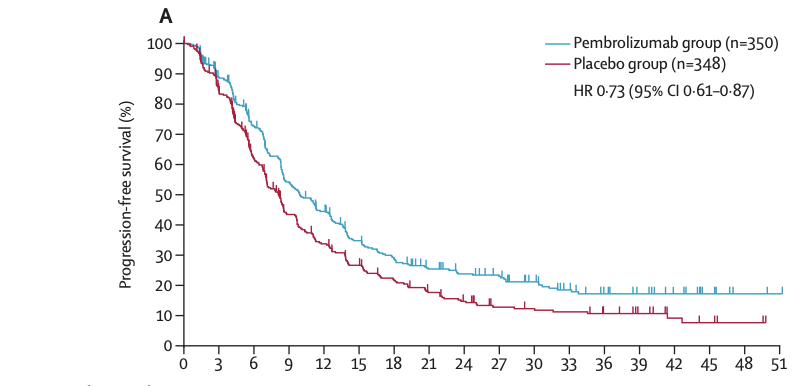 A
Pembrolizumab group (n=350)
Placebo group (n=348)
HR 0·73 (95% CI 0·61–0·87)
Progression-free survival (%)
100
90
80
70
60
50
40
30
20
10
0
0 3 6 9 12 15 18 21 24 27 30 33 36 39 42 45 48 51